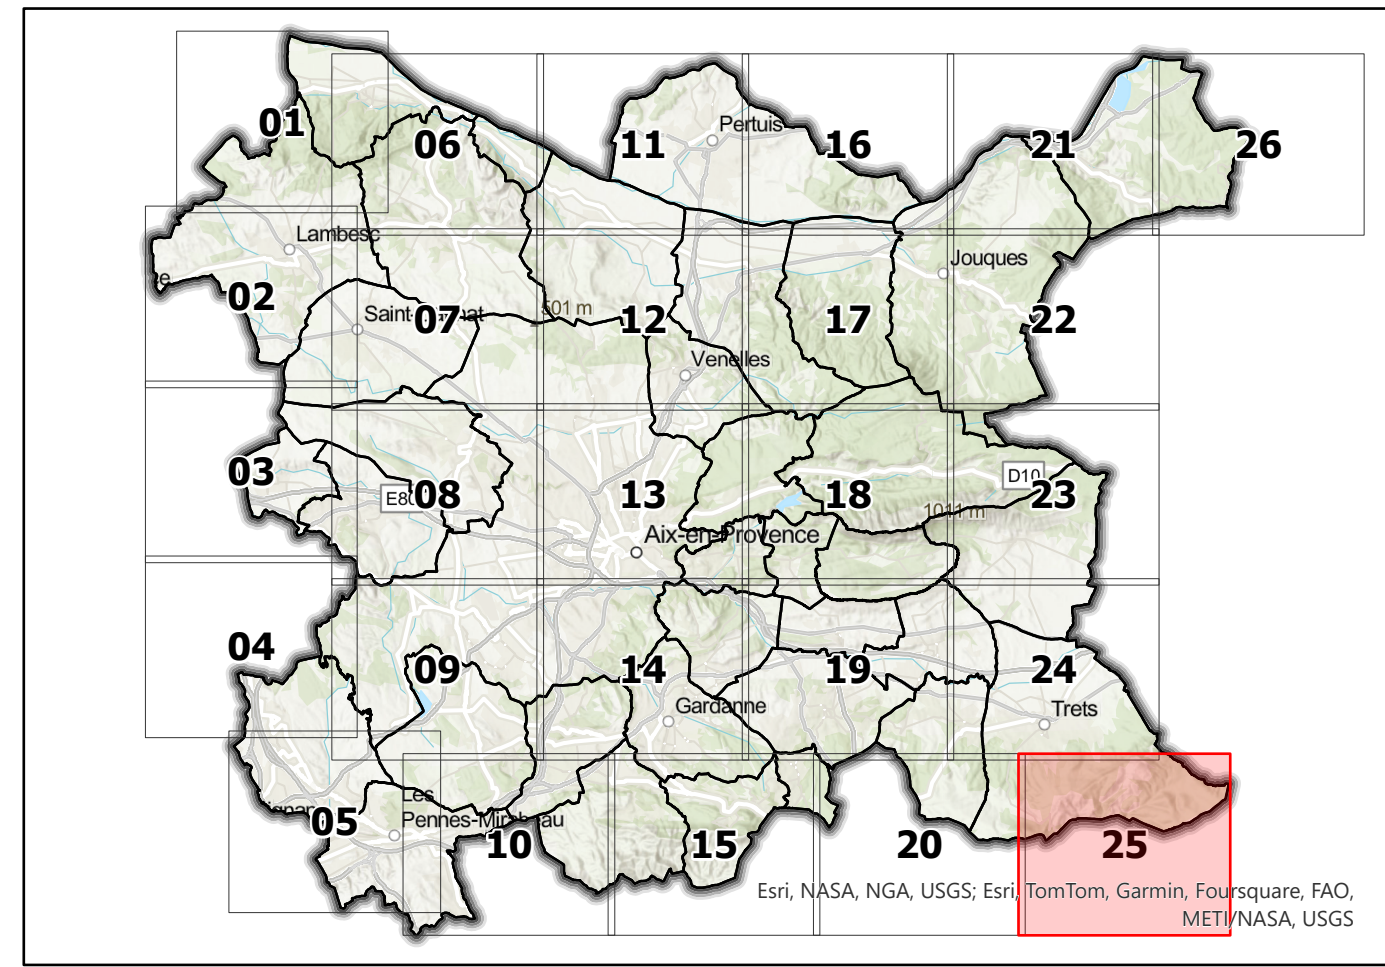 01
06
11
Pertuis
16
21
26
Lambesc
Jouques
02
07
501 m
12
17
22
Venelles
03
08
13
18
D10
23
1011 m
Aix-en-Provence
04
09
14
19
24
Gardanne
Trets
05
Les
Pennes-Mirabeau
10
15
20
25
Esri, NASA, NGA, USGS; Esri, TomTom, Garmin, Foursquare, FAO,
METI/NASA, USGS